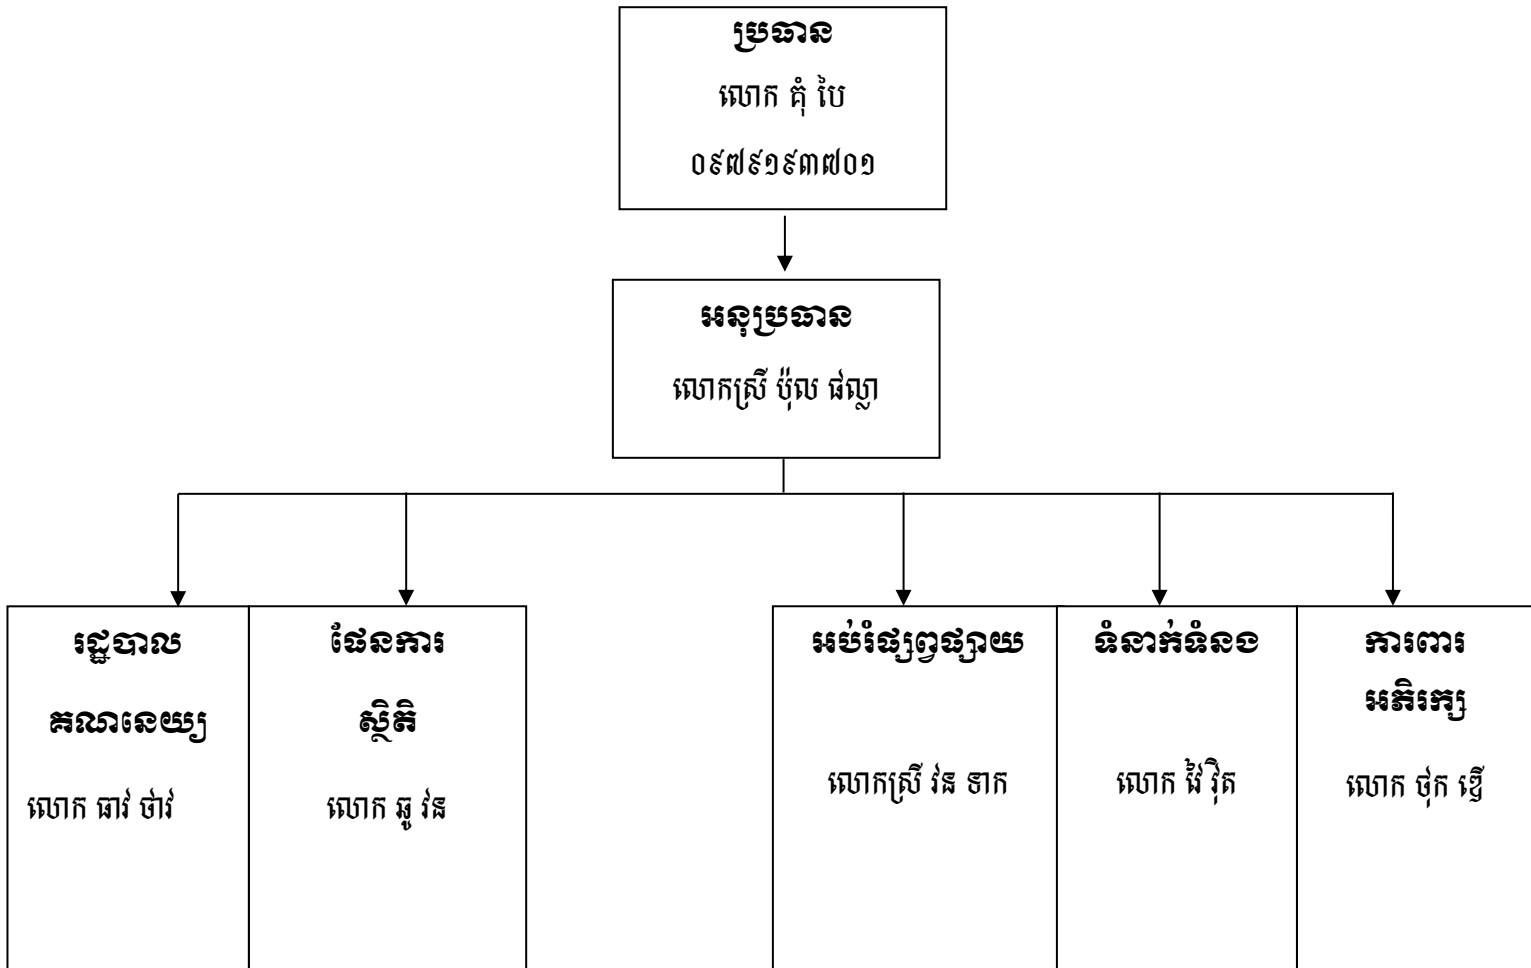 ប្រធាន
លោក គុំ បៃ
០៩៧៩១៩៣៧០១
អនុប្រធាន
លោកស្រី ប៉ុល ផល្លា
រដ្ឋបាល
គណនេយ្យ
លោក ធាវ ថាវ
ផែនការ
ស្ថិតិ
លោក ឆូ វន
អប់រំផ្សព្វផ្សាយ
លោកស្រី វន ទាក
ទំនាក់ទំនង
លោក វៃ វ៉ិត
ការពារ
អភិរក្ស
លោក ថុក ឌើ